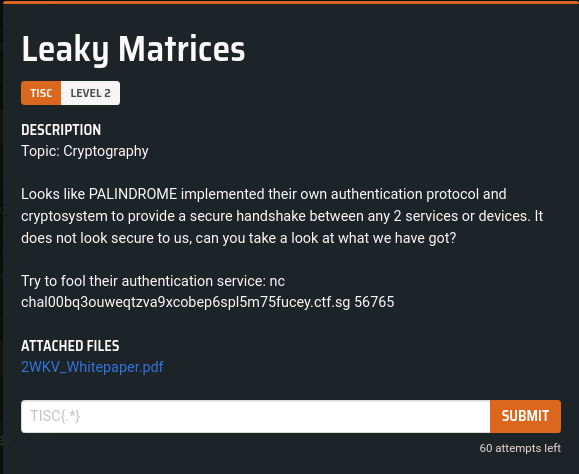 Leaky Matrices
TISC LEVEL 2
DESCRIPTION
Topic: Cryptography
Looks like PALINDROME implemented their own authentication protocol and
cryptosystem to provide a secure handshake between any 2 services or devices. It
does not look secure to us, can you take a look at what we have got?
Try to fool their authentication service: nc
chal00bq3ouweqtzva9xcobep6spl5m75fucey.ctf.sg 56765
ATTACHED FILES
2WKV_Whitepaper.pdf
TISC{.*}
SUBMIT
60 attempts left